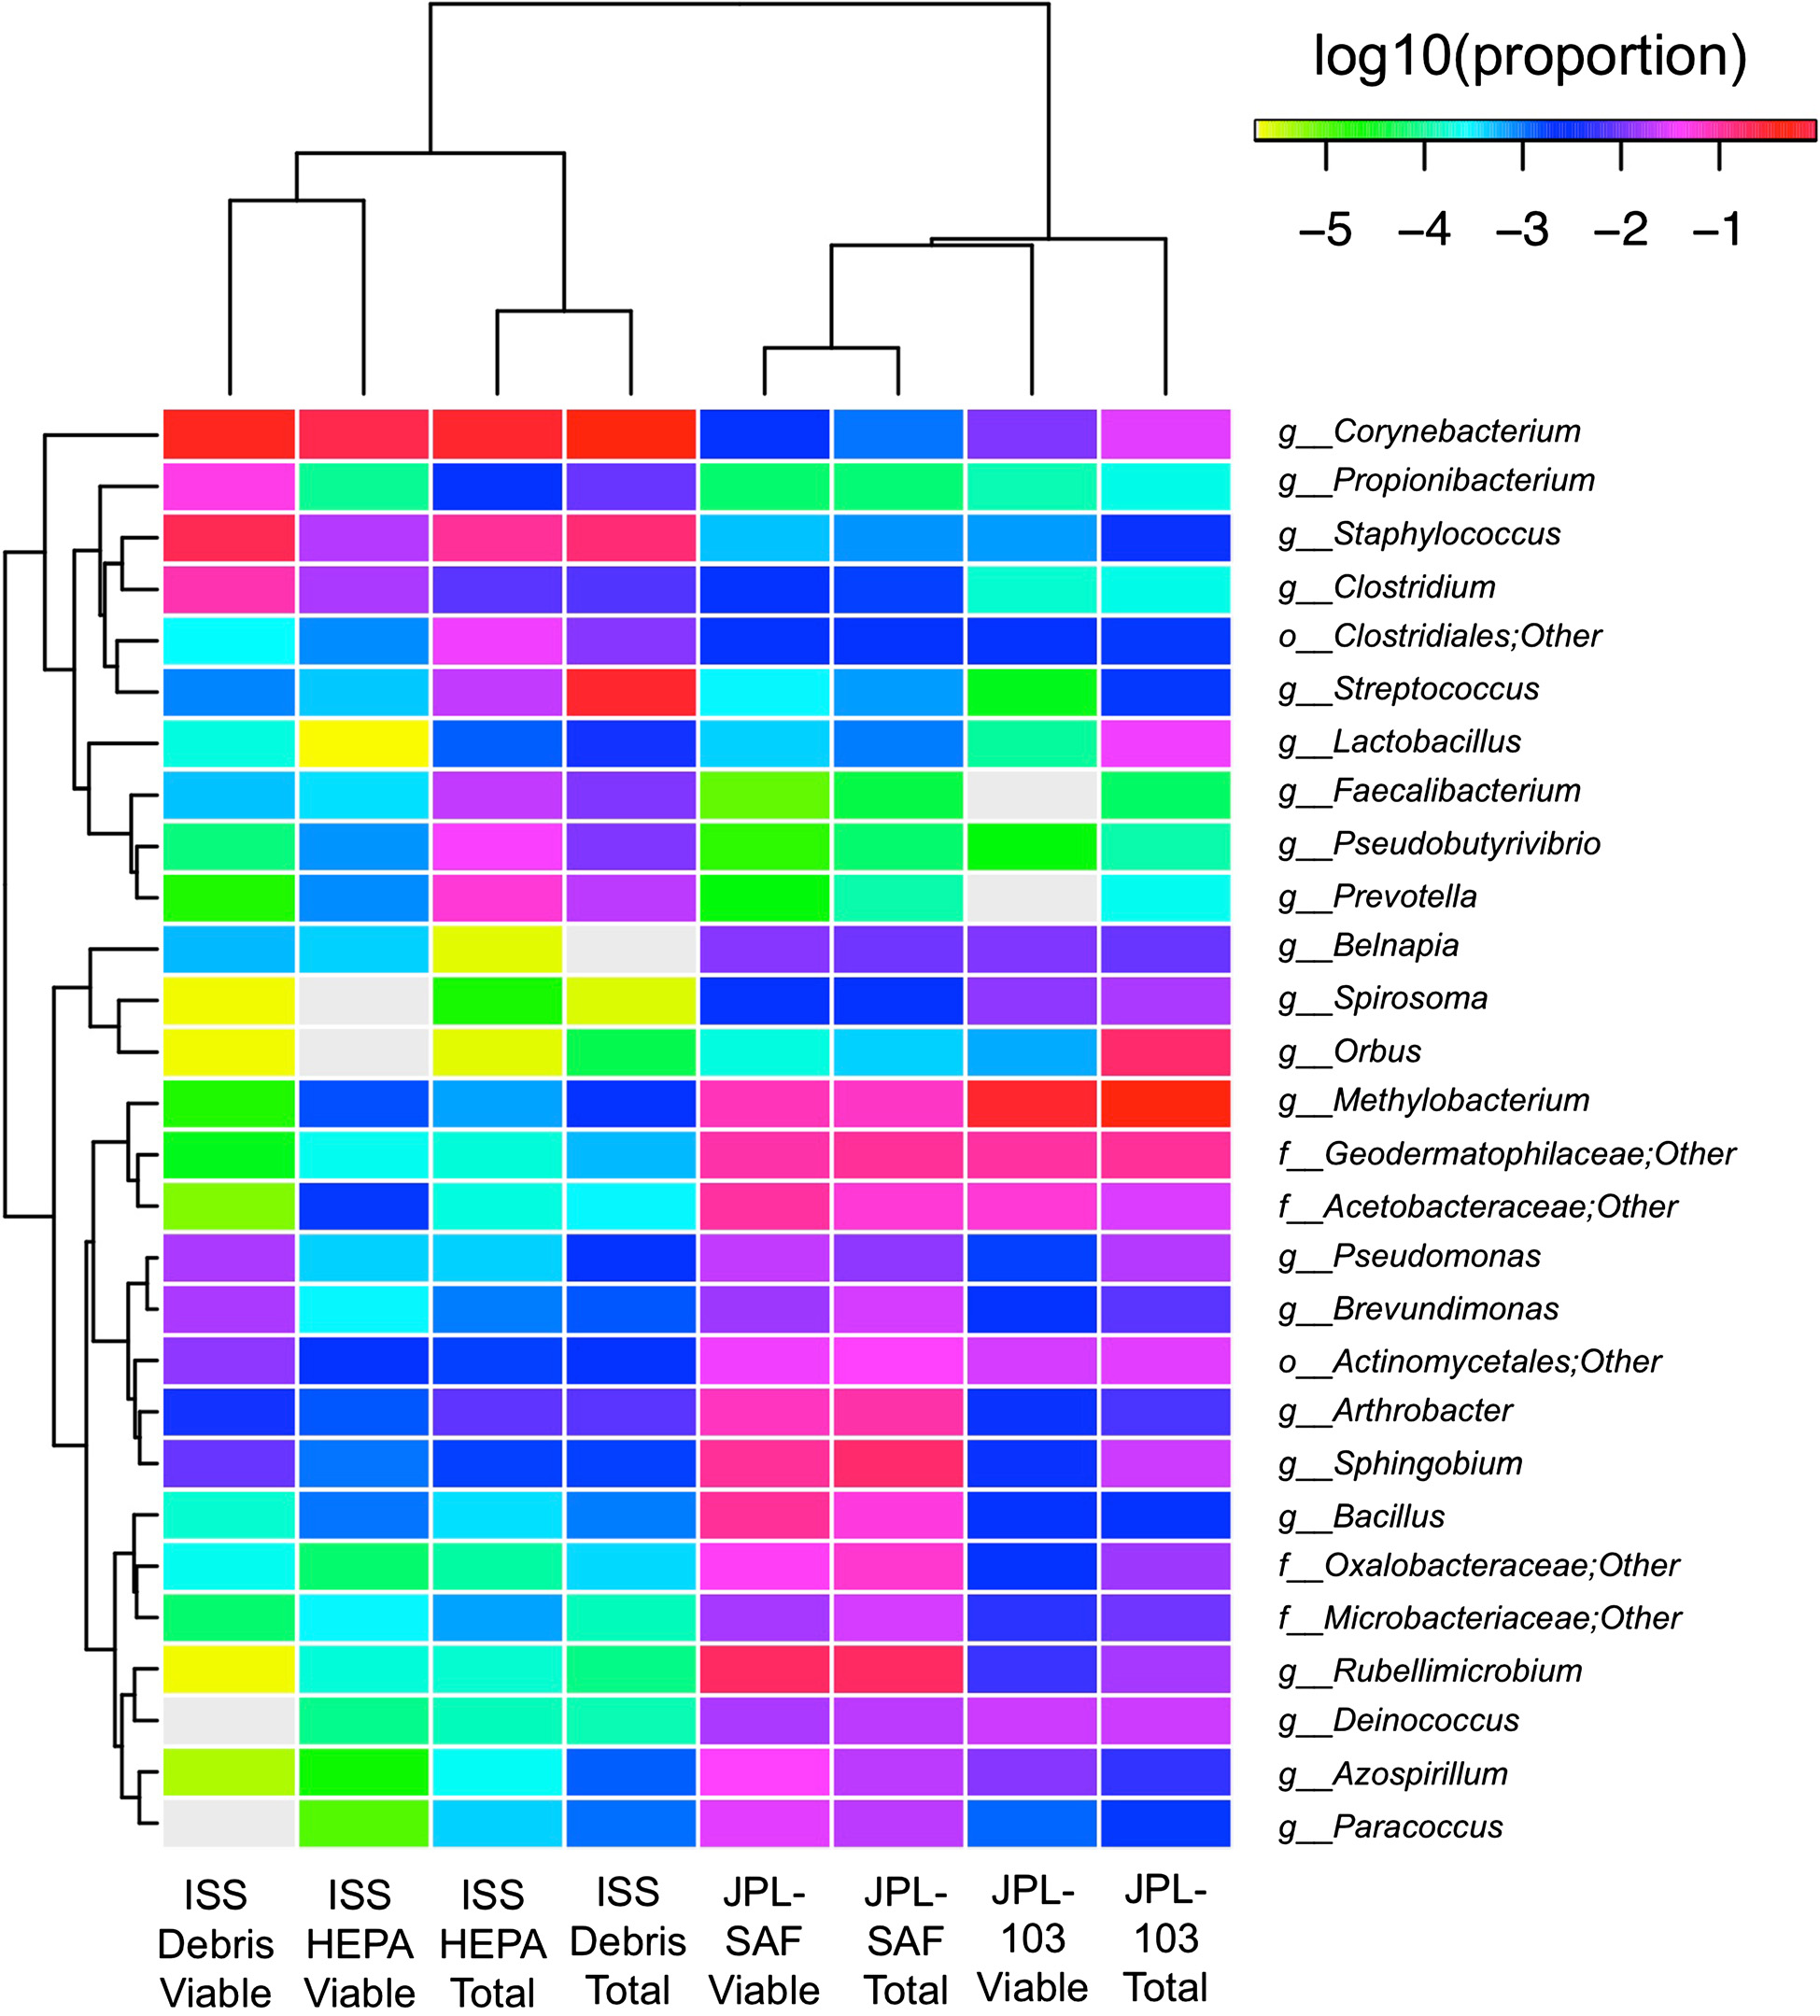 log10(proportion)
−5 −4 −3 −2 −1
g__Corynebacterium
g__Propionibacterium
g__Staphylococcus
g__Clostridium
o__Clostridiales;Other
g__Streptococcus
g__Lactobacillus
g__Faecalibacterium
g__Pseudobutyrivibrio
g__Prevotella
g__Belnapia
g__Spirosoma
g__Orbus
g__Methylobacterium
f__Geodermatophilaceae;Other
f__Acetobacteraceae;Other
g__Pseudomonas
g__Brevundimonas
o__Actinomycetales;Other
g__Arthrobacter
g__Sphingobium
g__Bacillus
f__Oxalobacteraceae;Other
f__Microbacteriaceae;Other
g__Rubellimicrobium
g__Deinococcus
g__Azospirillum
g__Paracoccus
ISS
Debris
Viable
ISS
HEPA
Viable
ISS
HEPA
Total
ISS
Debris
Total
JPL-
SAF
Viable
JPL-
SAF
Total
JPL-
103
Viable
JPL-
103
Total